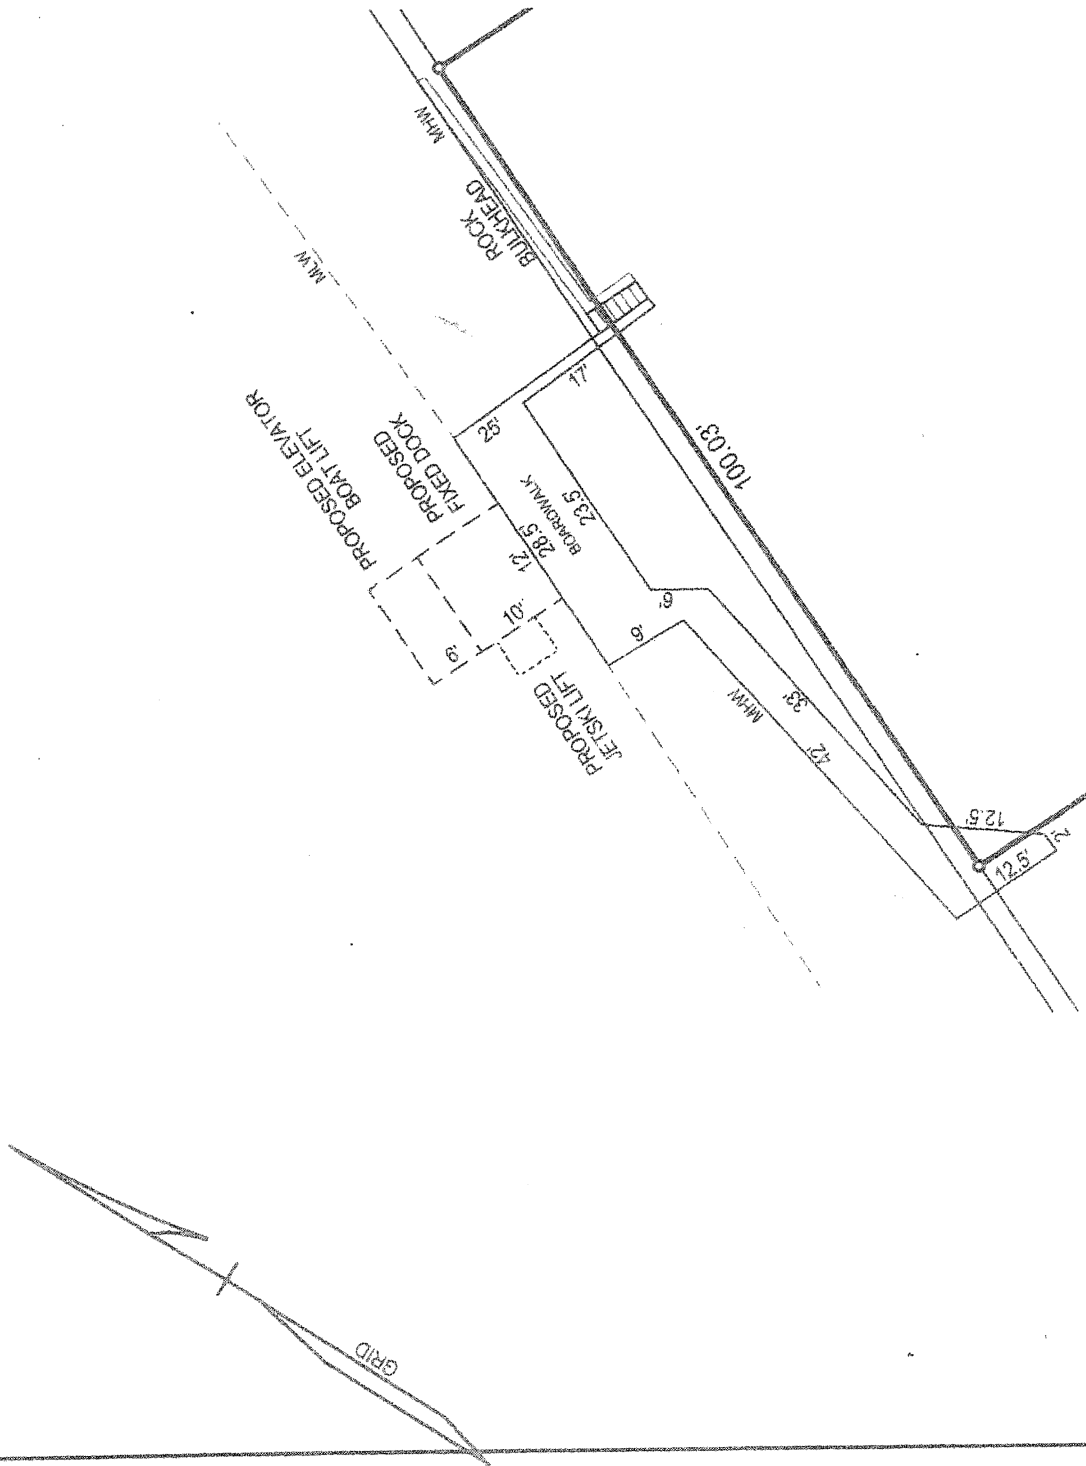 MHW
ROCK
BULKHEAD
MLW
PROPOSED ELEVATOR
BOAT LIFT
PROPOSED
FIXED DOCK
25'
17'
BOARDWALK
23.5'
28.5'
12'
10'
9'
6'
9'
100.03'
PROPOSED
JETSKI LIFT
MHW
33'
42'
12.5'
12.5'
2'
GRID